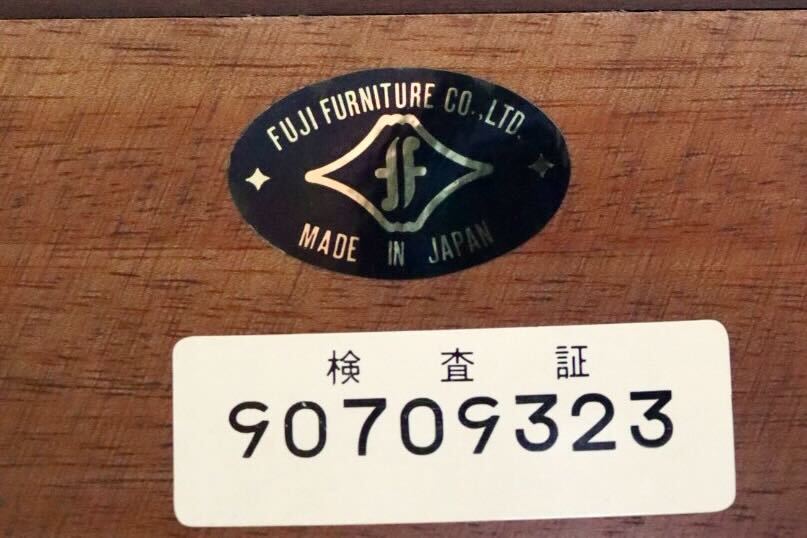 FUJI FURNITURE CO.,LTD.
ff
MADE IN JAPAN
検査証
90709323